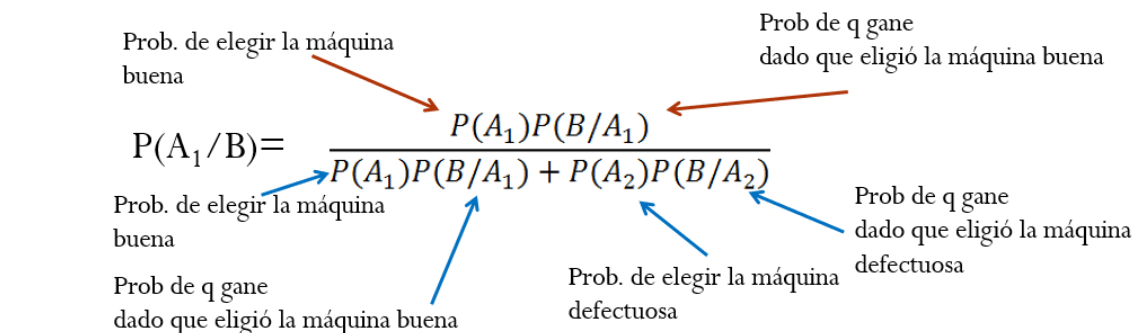 Prob. de elegir la máquina
buena
Prob de q gane
dado que eligió la máquina buena
P(A₁/B)=
P(A₁)P(B/A₁)
P(A₁)P(B/A₁) + P(A₂)P(B/A₂)
Prob. de elegir la máquina
buena
Prob de q gane
dado que eligió la máquina buena
Prob. de elegir la máquina
defectuosa
Prob de q gane
dado que eligió la máquina
defectuosa